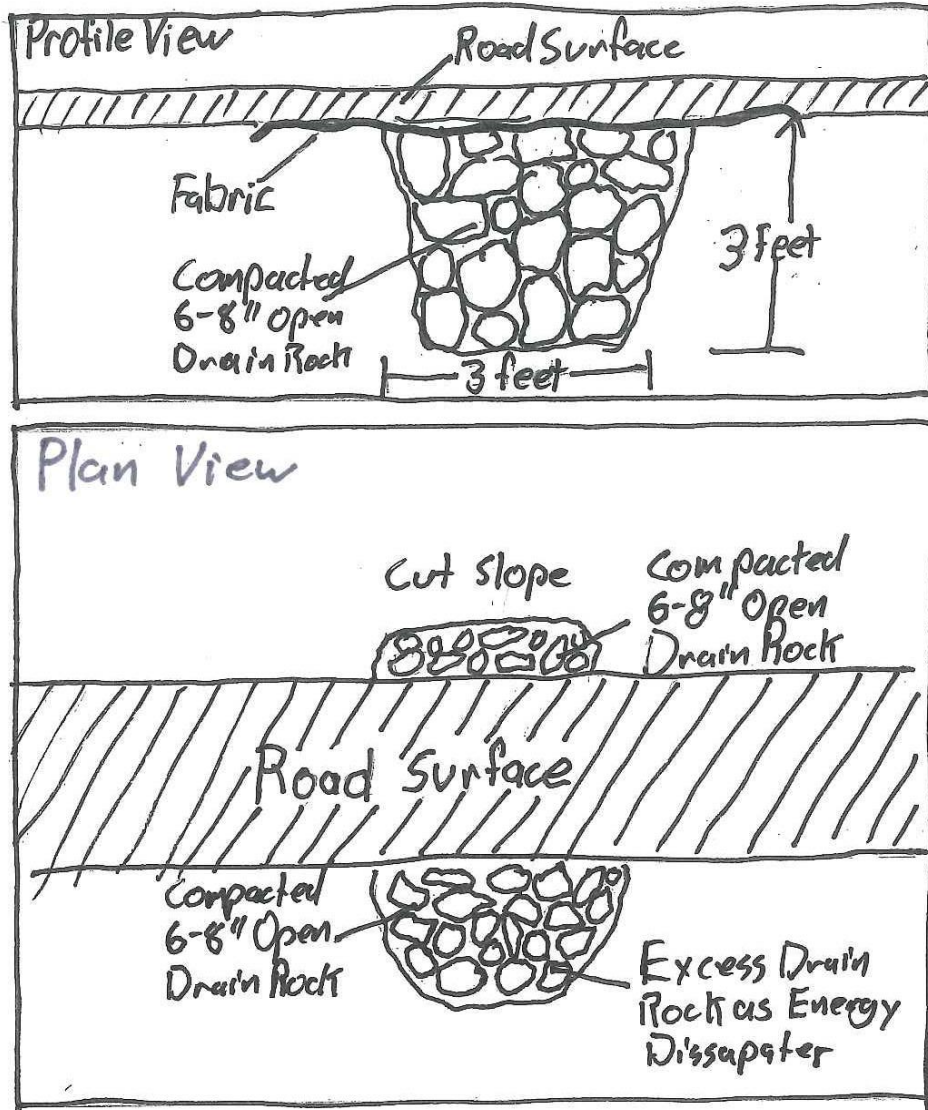 Profile View
Road Surface
Fabric
Compacted
6-8" Open
Drain Rock
3 feet
3 feet
Plan View
Cut Slope
Compacted
6-8" Open
Drain Rock
Road Surface
Compacted
6-8" Open
Drain Rock
Excess Drain
Rock as Energy
Dissapater